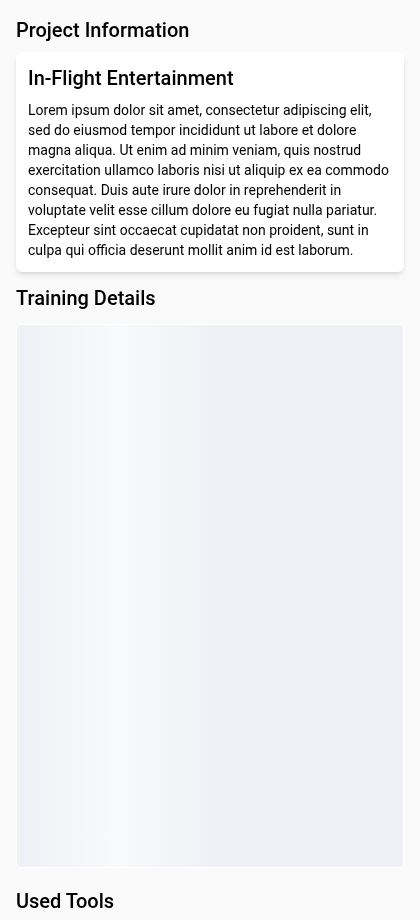 Project Information
In-Flight Entertainment
Lorem ipsum dolor sit amet, consectetur adipiscing elit,
sed do eiusmod tempor incididunt ut labore et dolore
magna aliqua. Ut enim ad minim veniam, quis nostrud
exercitation ullamco laboris nisi ut aliquip ex ea commodo
consequat. Duis aute irure dolor in reprehenderit in
voluptate velit esse cillum dolore eu fugiat nulla pariatur.
Excepteur sint occaecat cupidatat non proident, sunt in
culpa qui officia deserunt mollit anim id est laborum.
Training Details
Used Tools